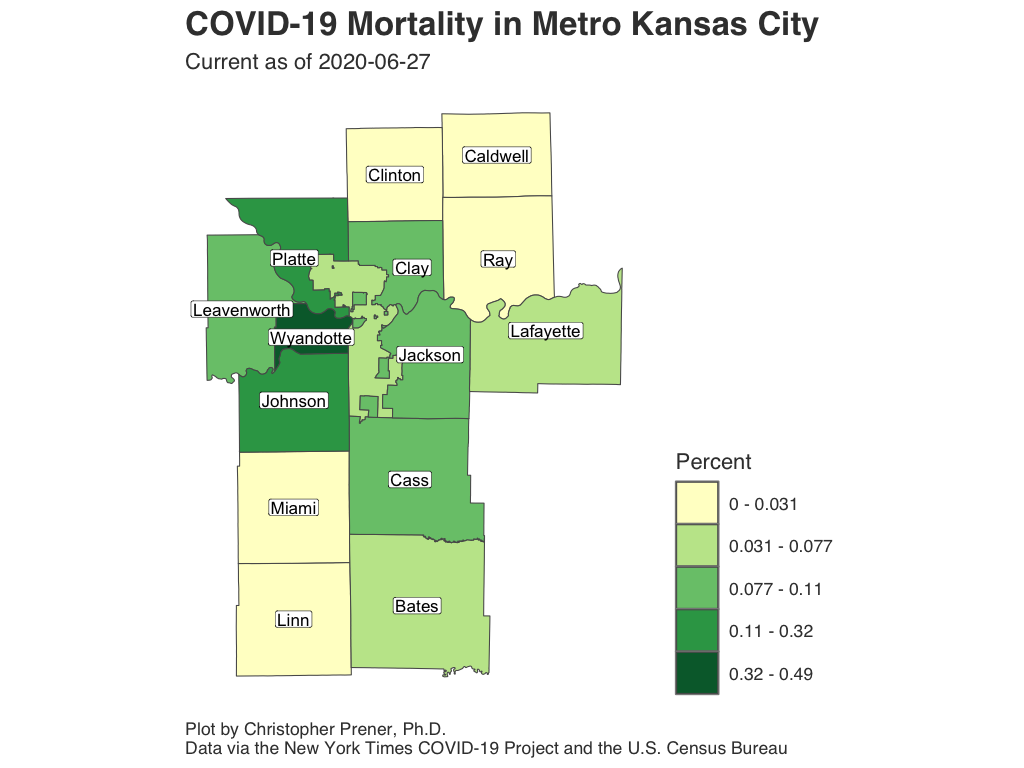 COVID-19 Mortality in Metro Kansas City
Current as of 2020-06-27
Caldwell
Clinton
Platte
Clay
Ray
Leavenworth
Wyandotte
Jackson
Lafayette
Johnson
Cass
Miami
Bates
Linn
Percent
0 - 0.031
0.031 - 0.077
0.077 - 0.11
0.11 - 0.32
0.32 - 0.49
Plot by Christopher Prener, Ph.D.
Data via the New York Times COVID-19 Project and the U.S. Census Bureau